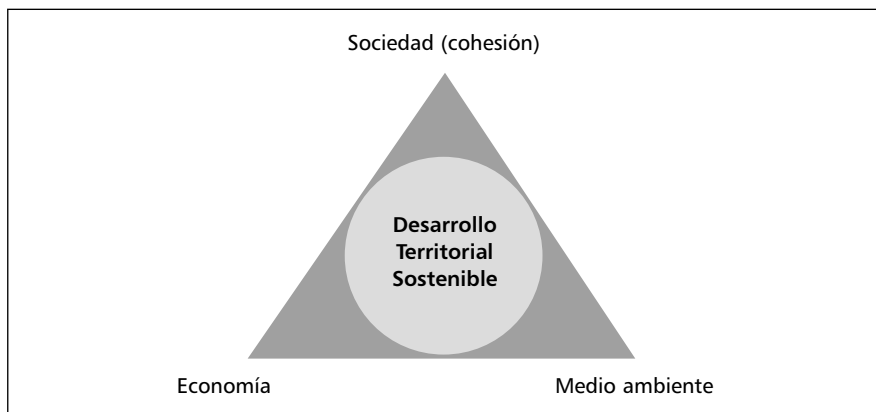 Sociedad (cohesión)
Desarrollo
Territorial
Sostenible
Economía
Medio ambiente